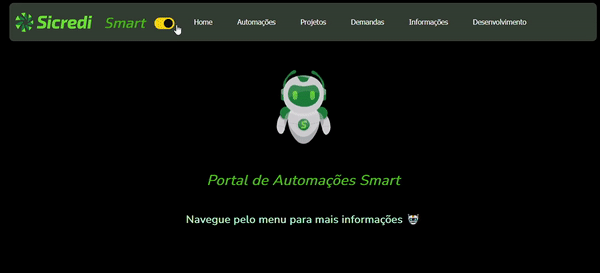 Sicredi Smart Home Automações Projetos Demandas Informações Desenvolvimento
S
Portal de Automações Smart
Navegue pelo menu para mais informações